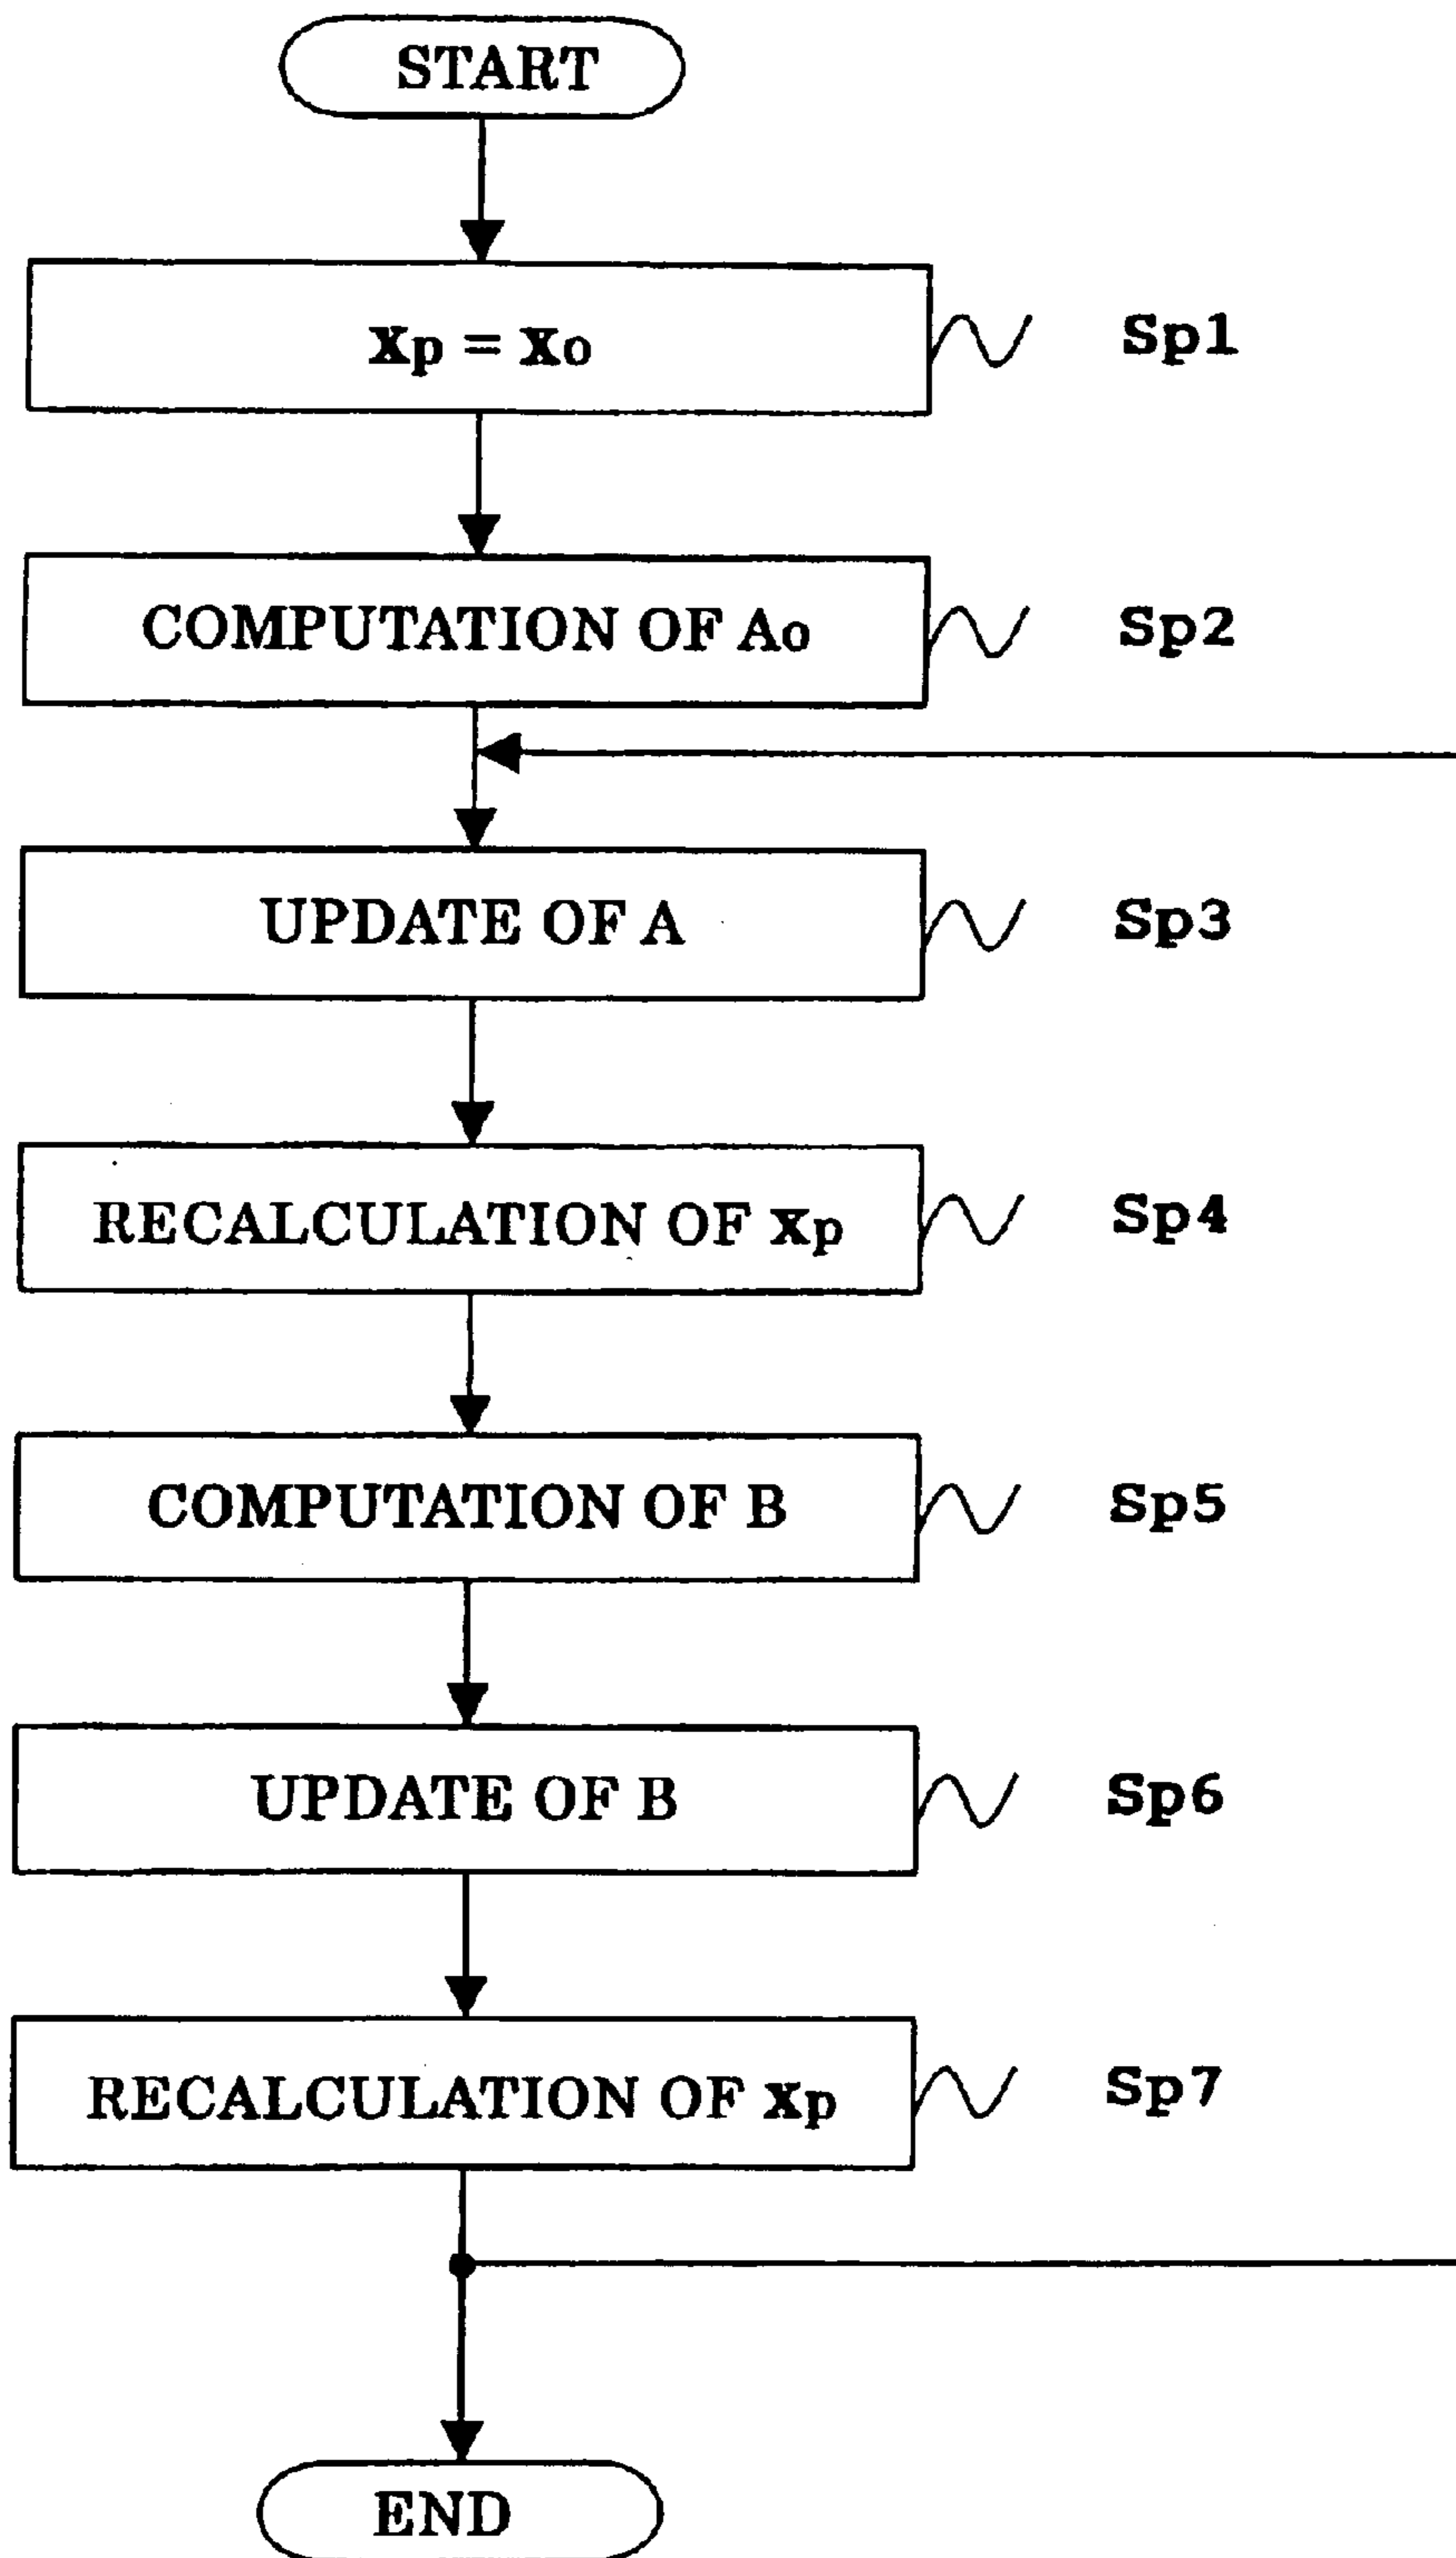 START
xp = xo
Sp1
COMPUTATION OF Ao
Sp2
UPDATE OF A
Sp3
RECALCULATION OF xp
Sp4
COMPUTATION OF B
Sp5
UPDATE OF B
Sp6
RECALCULATION OF xp
Sp7
END